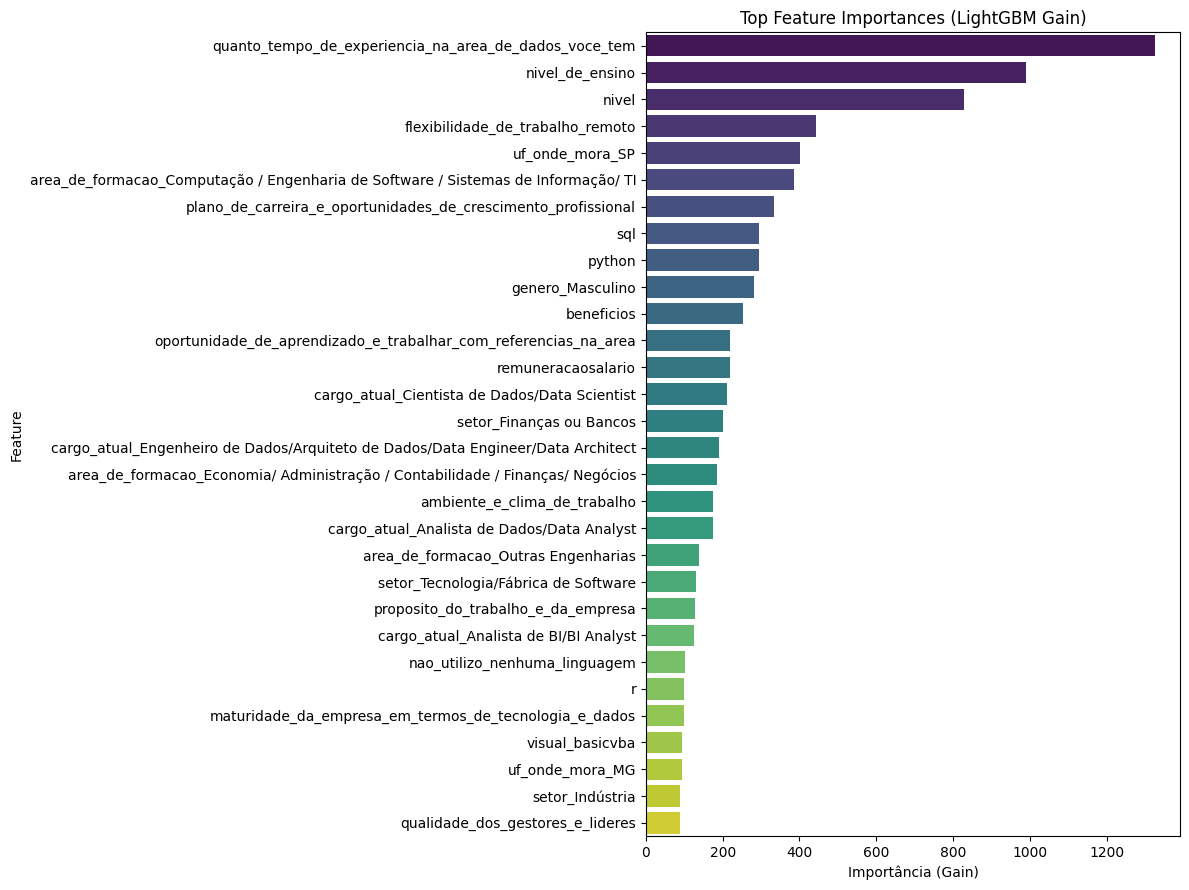 Top Feature Importances (LightGBM Gain)
quanto_tempo_de_experiencia_na_area_de_dados_voce_tem
nivel_de_ensino
nivel
flexibilidade_de_trabalho_remoto
uf_onde_mora_SP
area_de_formacao_Computação / Engenharia de Software / Sistemas de Informação/ TI
plano_de_carreira_e_oportunidades_de_crescimento_profissional
sql
python
genero_Masculino
beneficios
oportunidade_de_aprendizado_e_trabalhar_com_referencias_na_area
remuneracaosalario
cargo_atual_Cientista de Dados/Data Scientist
setor_Finanças ou Bancos
cargo_atual_Engenheiro de Dados/Arquiteto de Dados/Data Engineer/Data Architect
area_de_formacao_Economia/ Administração / Contabilidade / Finanças/ Negócios
ambiente_e_clima_de_trabalho
cargo_atual_Analista de Dados/Data Analyst
area_de_formacao_Outras Engenharias
setor_Tecnologia/Fábrica de Software
proposito_do_trabalho_e_da_empresa
cargo_atual_Analista de BI/BI Analyst
nao_utilizo_nenhuma_linguagem
r
maturidade_da_empresa_em_termos_de_tecnologia_e_dados
visual_basicvba
uf_onde_mora_MG
setor_Indústria
qualidade_dos_gestores_e_lideres
Feature
0 200 400 600 800 1000 1200
Importância (Gain)